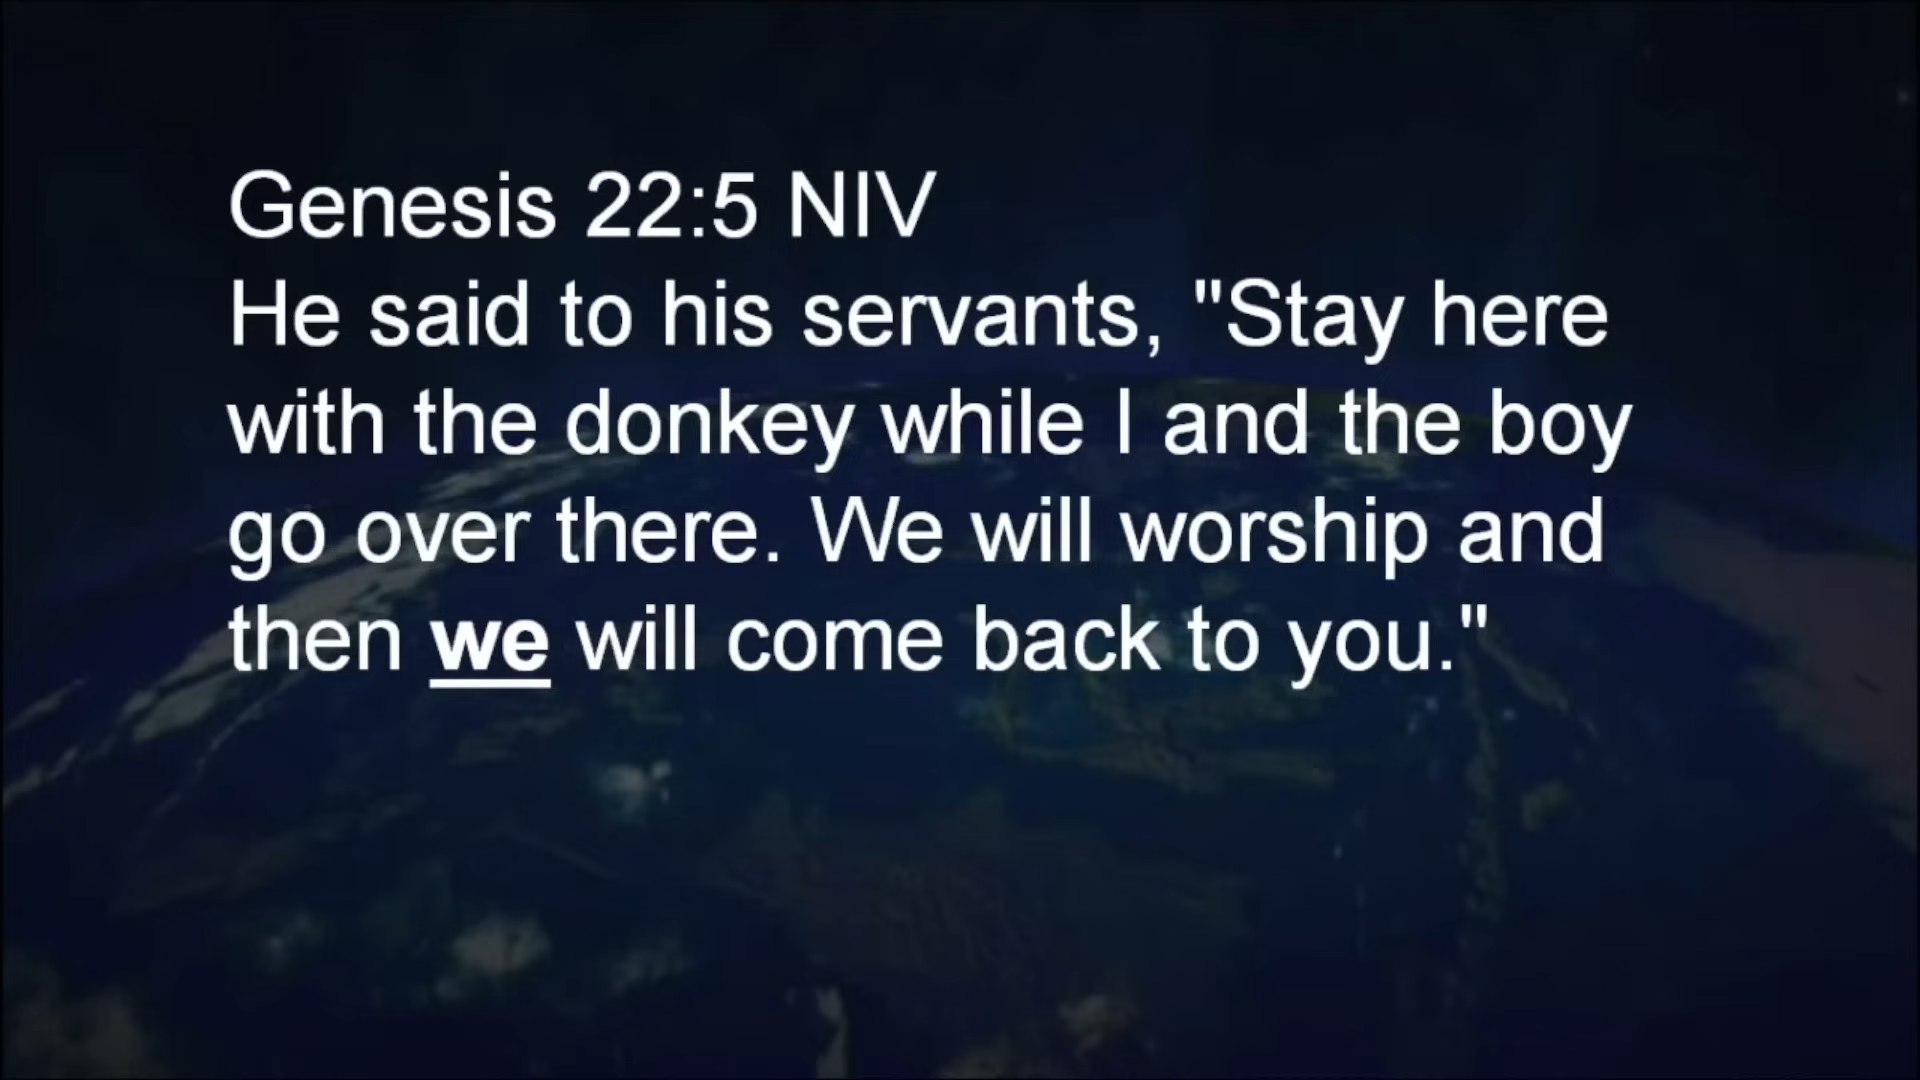 Genesis 22:5 NIV
He said to his servants, "Stay here
with the donkey while I and the boy
go over there. We will worship and
then we will come back to you."